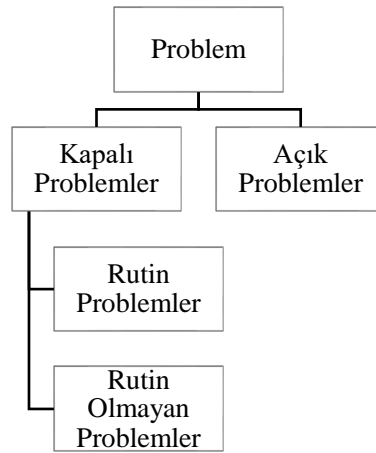 Problem
Kapalı
Problemler
Açık
Problemler
Rutin
Problemler
Rutin
Olmayan
Problemler